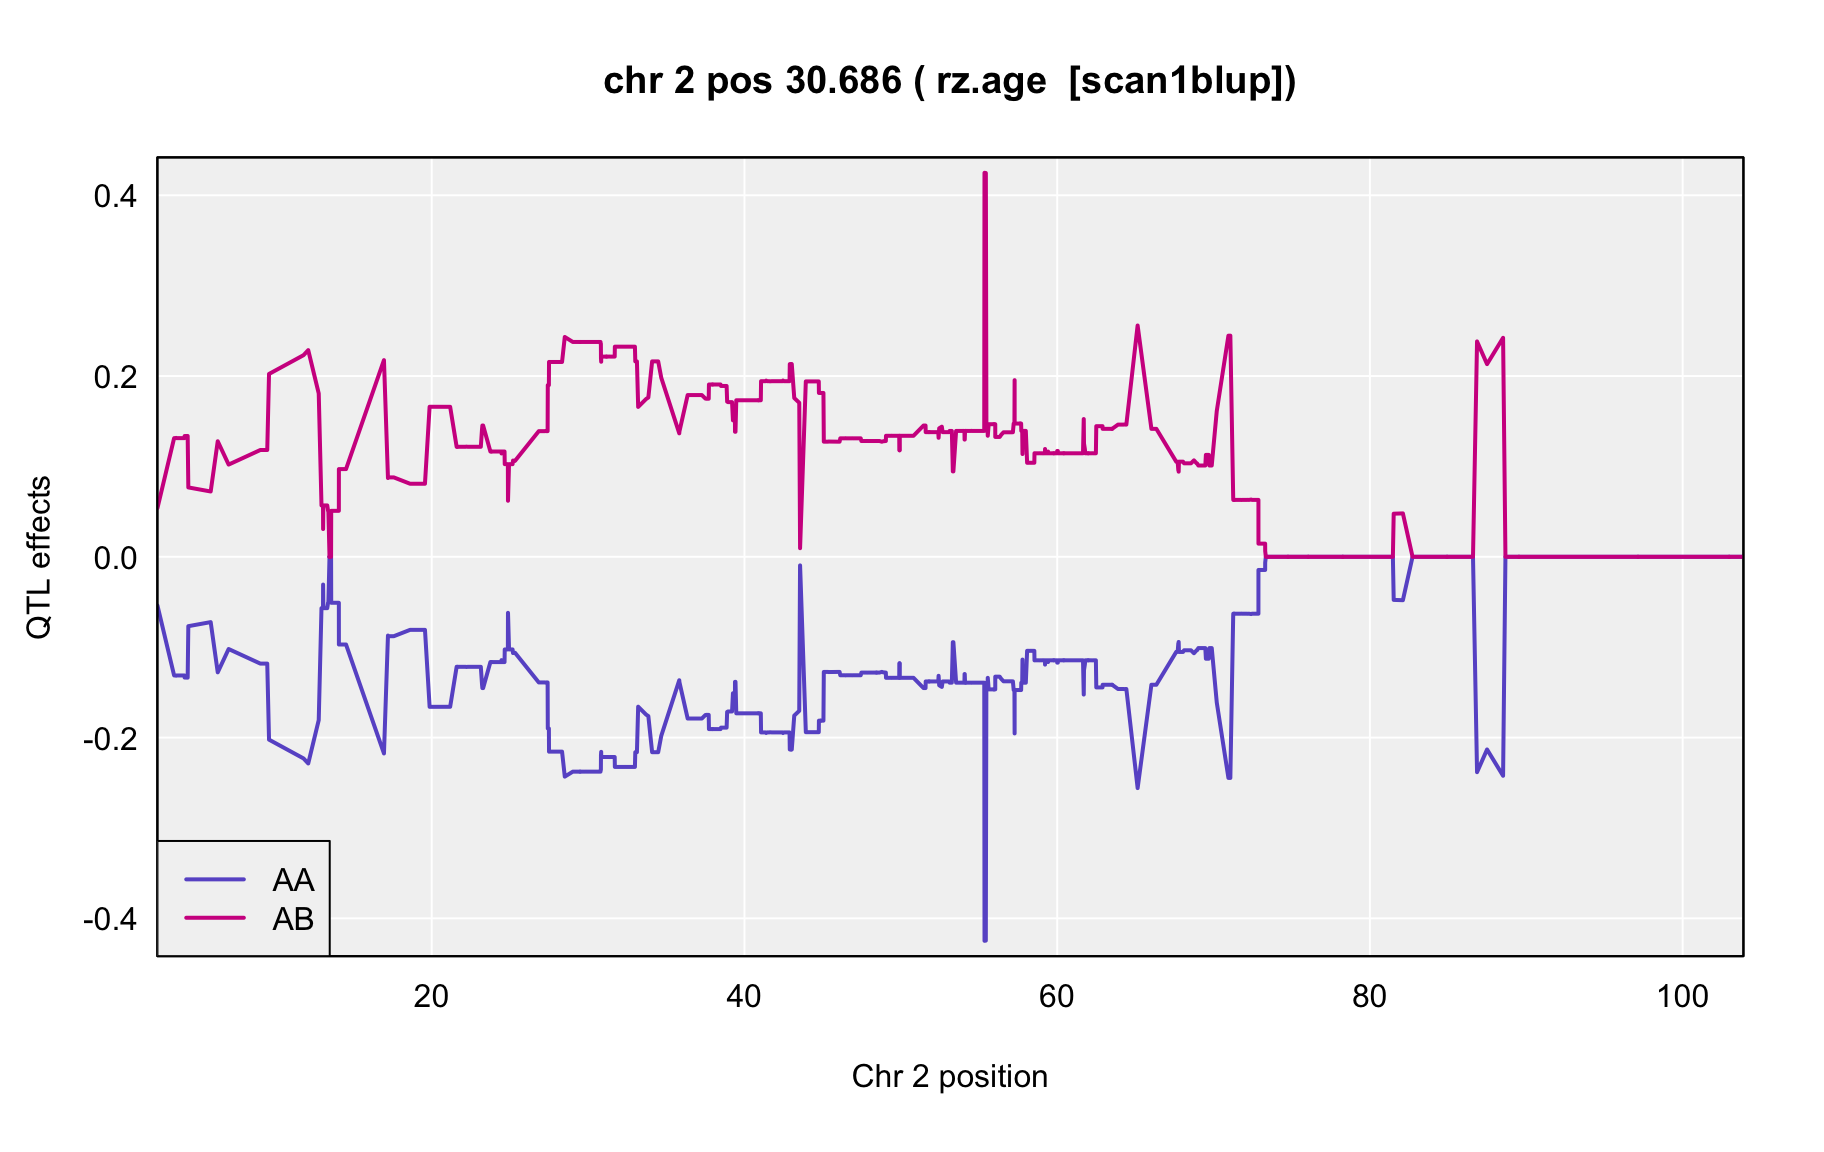 chr 2 pos 30.686 ( rz.age  [scan1blup])
QTL effects
0.4
0.2
0.0
-0.2
-0.4
AA
AB
20 40 60 80 100
Chr 2 position